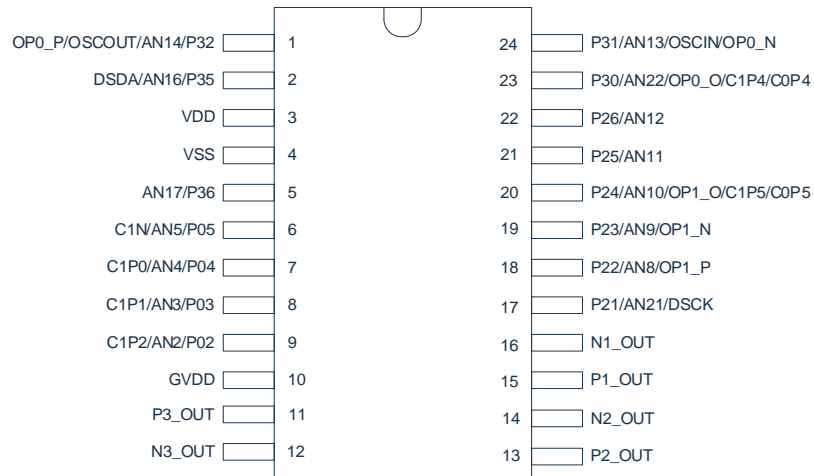 OP0_P/OSCOUT/AN14/P32 1 24 P31/AN13/OSCIN/OP0_N
DSDA/AN16/P35 2 23 P30/AN22/OP0_O/C1P4/C0P4
VDD 3 22 P26/AN12
VSS 4 21 P25/AN11
AN17/P36 5 20 P24/AN10/OP1_O/C1P5/C0P5
C1N/AN5/P05 6 19 P23/AN9/OP1_N
C1P0/AN4/P04 7 18 P22/AN8/OP1_P
C1P1/AN3/P03 8 17 P21/AN21/DSCK
C1P2/AN2/P02 9 16 N1_OUT
GVDD 10 15 P1_OUT
P3_OUT 11 14 N2_OUT
N3_OUT 12 13 P2_OUT